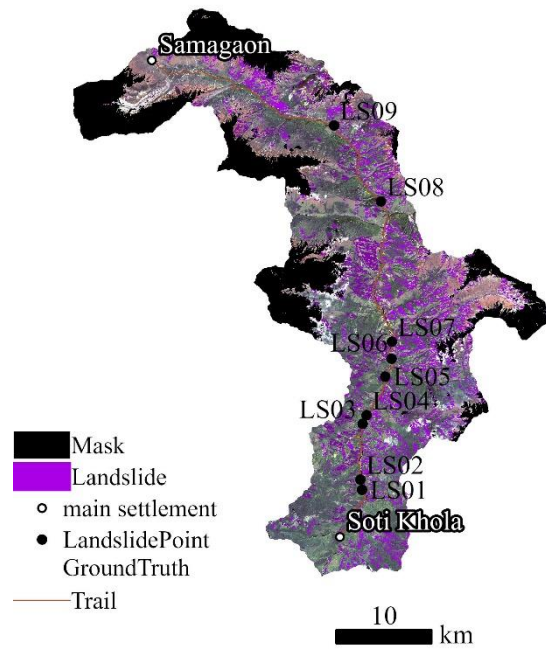 Samagaon
LS09
LS08
LS07
LS06
LS05
LS04
LS03
LS02
LS01
Soti Khola
Mask
Landslide
main settlement
LandslidePoint
GroundTruth
Trail
10
km